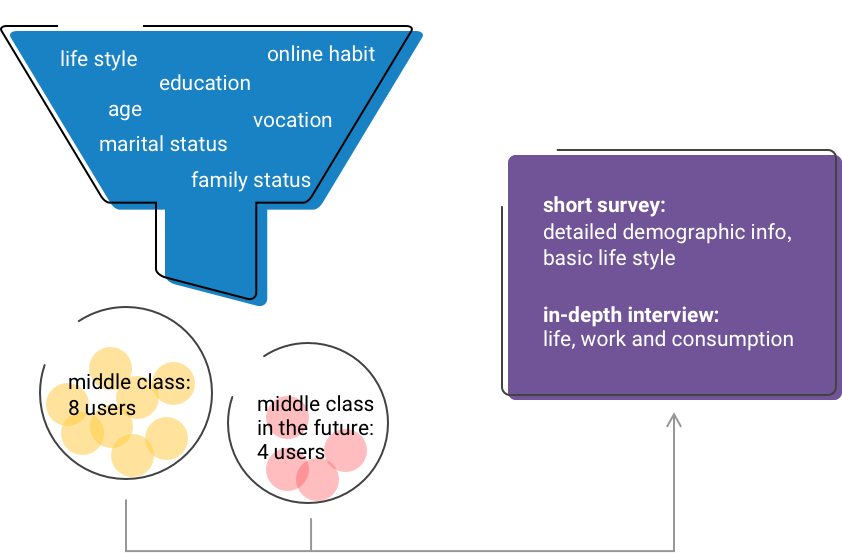 life style
online habit
education
age
vocation
marital status
family status
short survey:
detailed demographic info,
basic life style
in-depth interview:
life, work and consumption
middle class:
8 users
middle class
in the future:
4 users